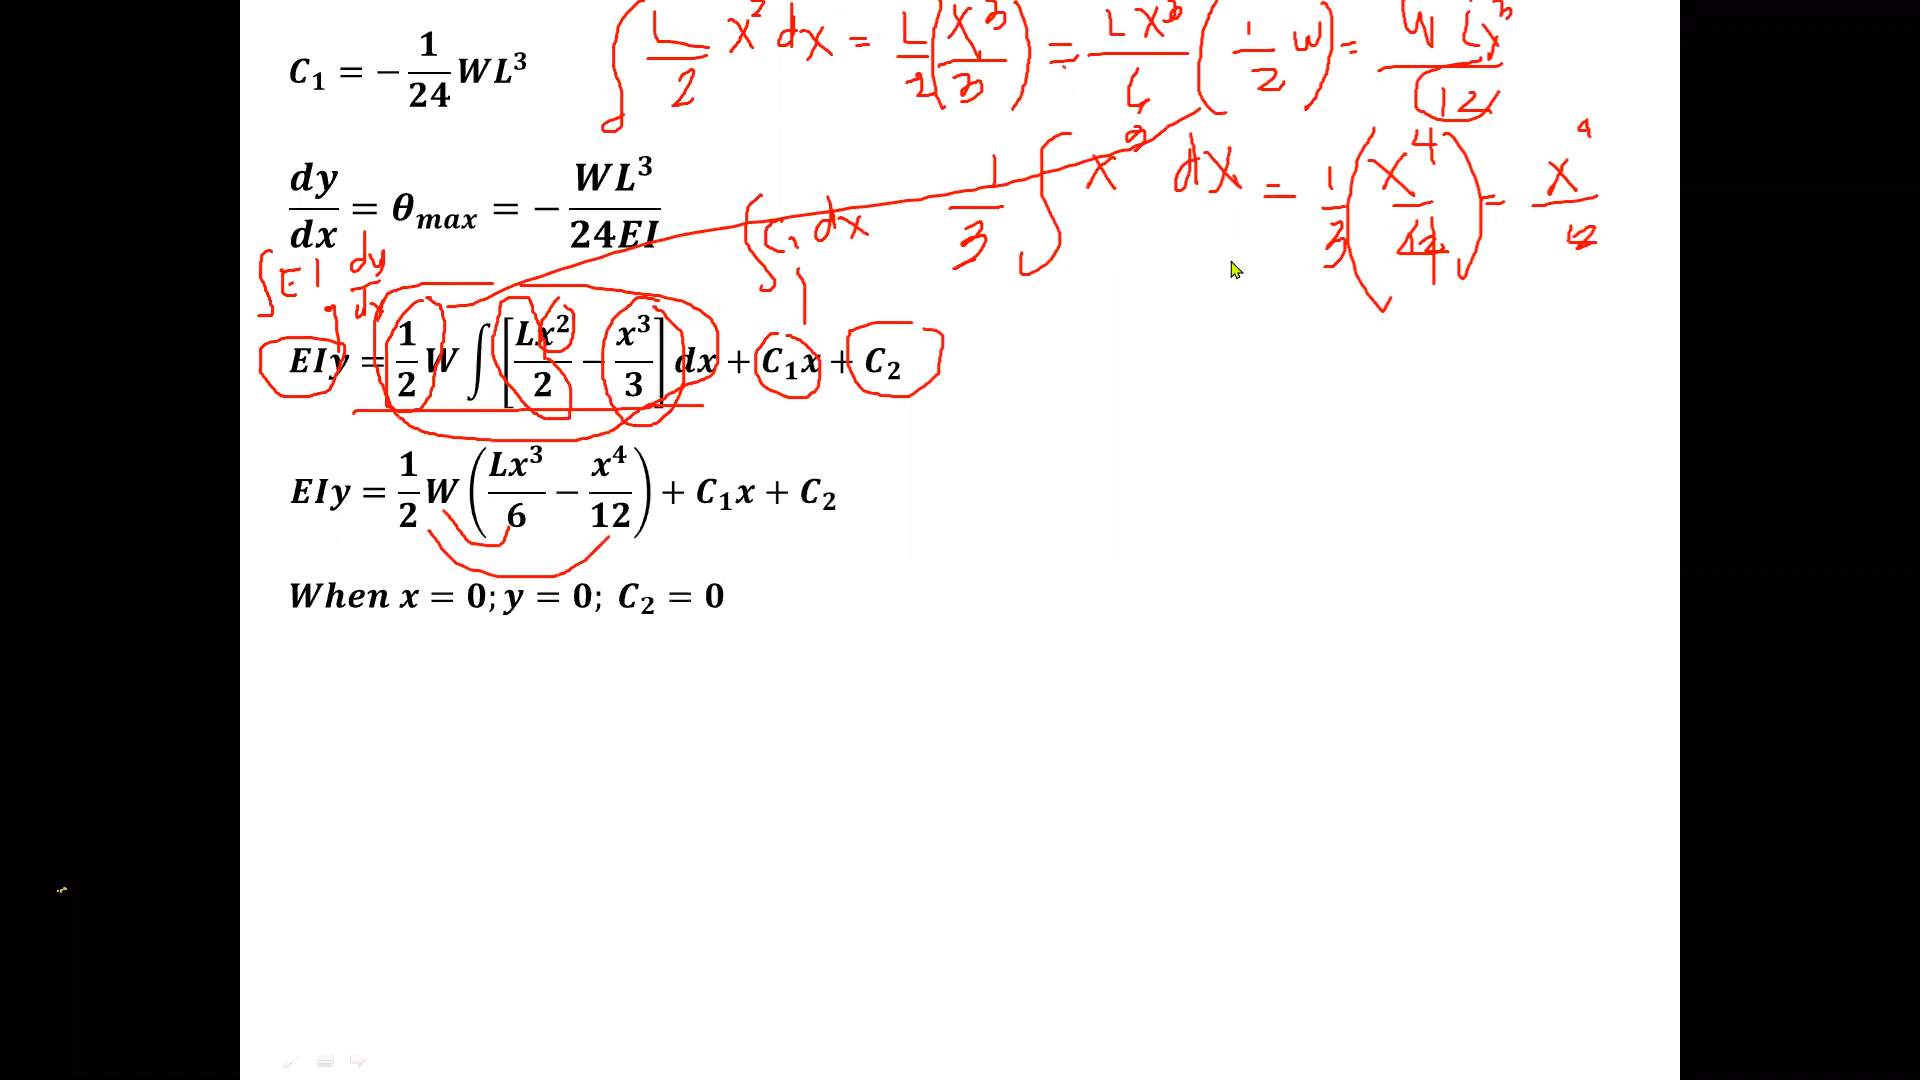 C₁ = −1/24 WL³
∫ L/2 x² dx = L/2 (x³/3) = Lx³/6 (1/2 W) = W Lx³/12
dy/dx = θmax = − WL³/24EI
∫ C₁ dx
1/3 ∫ x³ dx = 1/3 (x⁴/4) = x⁴/12
∫ EI dy/dx
EIy = 1/2 W ∫ [Lx²/2 − x³/3] dx + C₁x + C₂
EIy = 1/2 W (Lx³/6 − x⁴/12) + C₁x + C₂
When x = 0; y = 0; C₂ = 0